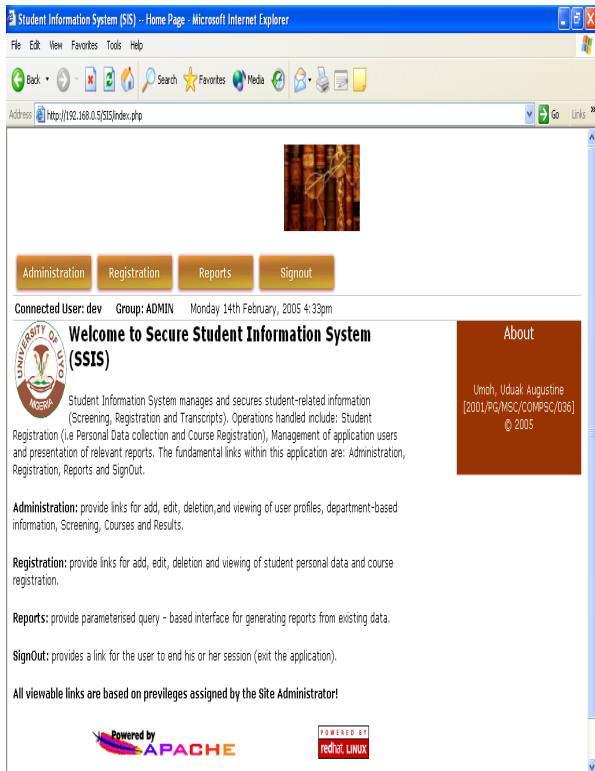 Student Information System (SIS) -- Home Page - Microsoft Internet Explorer
File Edit View Favorites Tools Help
Back Search Favorites Media
Address http://192.168.0.5/SIS/index.php Go Links »
Administration Registration Reports Signout
Connected User: dev Group: ADMIN Monday 14th February, 2005 4:33pm
UNIVERSITY OF UYO
NIGERIA
Welcome to Secure Student Information System
(SSIS)
Student Information System manages and secures student-related information
(Screening, Registration and Transcripts). Operations handled include: Student
Registration (i.e Personal Data collection and Course Registration), Management of application users
and presentation of relevant reports. The fundamental links within this application are: Administration,
Registration, Reports and SignOut.
Administration: provide links for add, edit, deletion,and viewing of user profiles, department-based
information, Screening, Courses and Results.
Registration: provide links for add, edit, deletion and viewing of student personal data and course
registration.
Reports: provide parameterised query - based interface for generating reports from existing data.
SignOut: provides a link for the user to end his or her session (exit the application).
All viewable links are based on previleges assigned by the Site Administrator!
About
Umoh, Uduak Augustine
[2001/PG/MSC/COMPSC/036]
© 2005
Powered by
APACHE
POWERED BY
redhat. LINUX